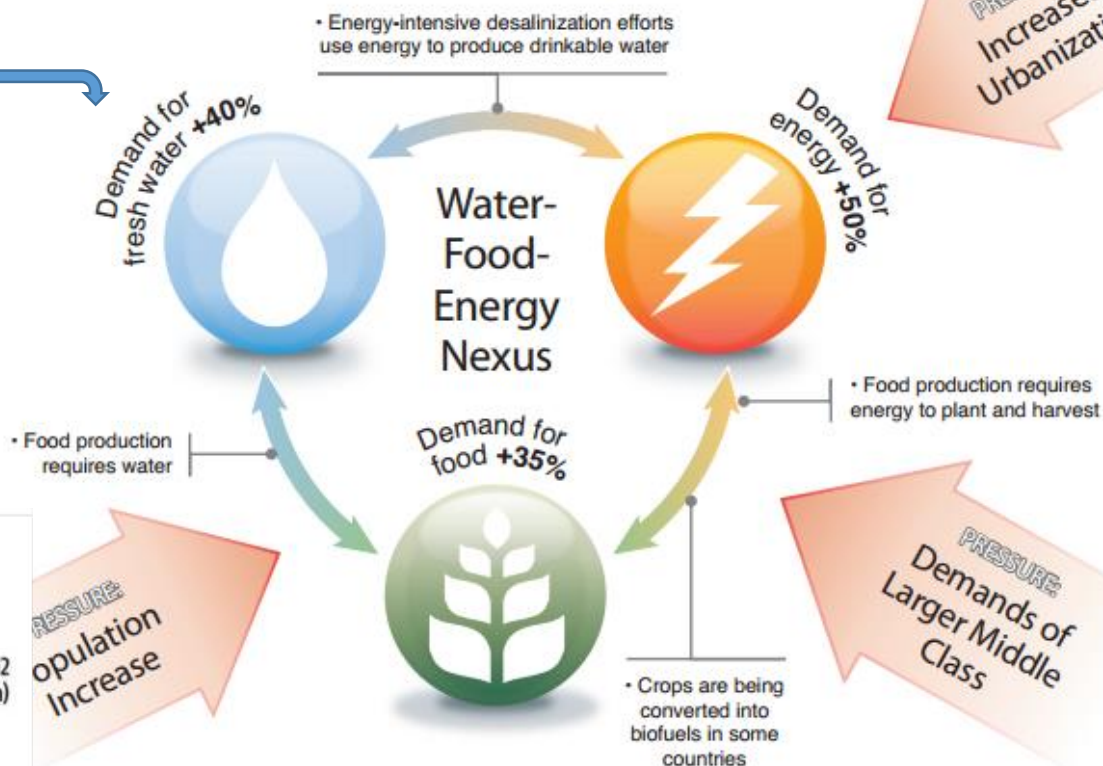 • Energy-intensive desalinization efforts
use energy to produce drinkable water
Increase
Urbanizati
Demand for
fresh water +40%
Demand for
energy +50%
Water-
Food-
Energy
Nexus
• Food production requires
energy to plant and harvest
• Food production
requires water
Demand for
food +35%
RESSURE:
opulation
Increase
2
)
PRESSURE:
Demands of
Larger Middle
Class
• Crops are being
converted into
biofuels in some
countries